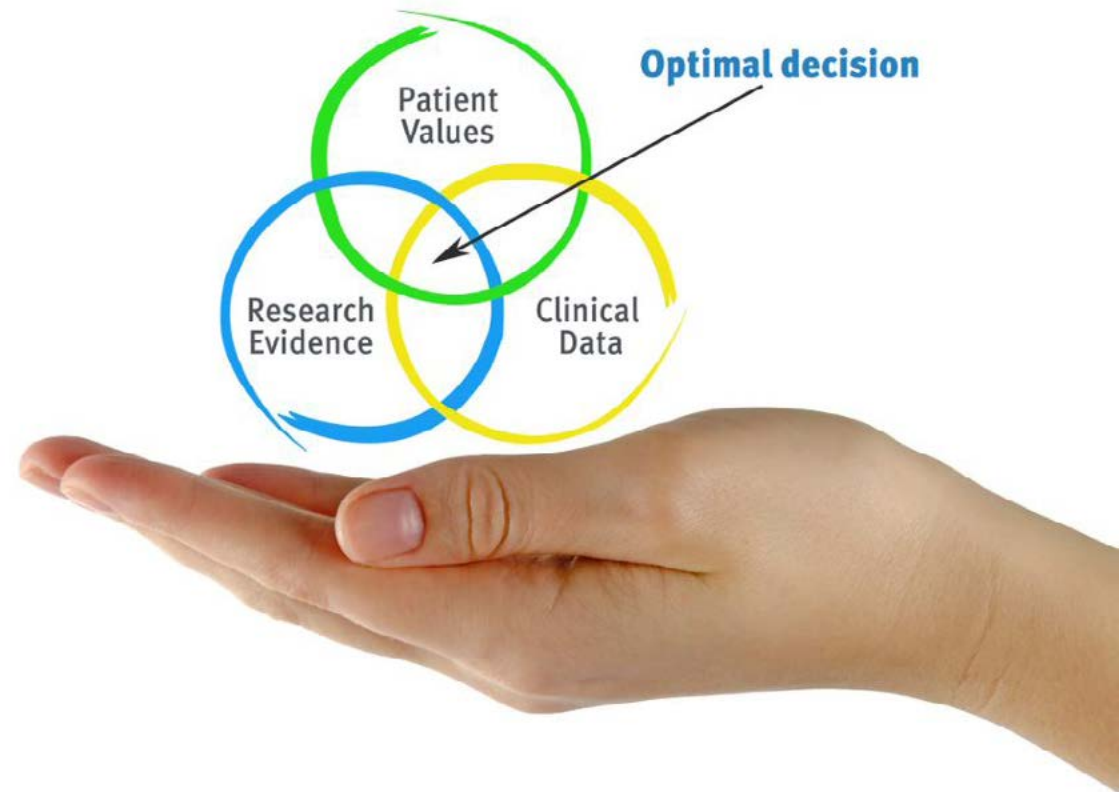 Optimal decision
Patient
Values
Research
Evidence
Clinical
Data